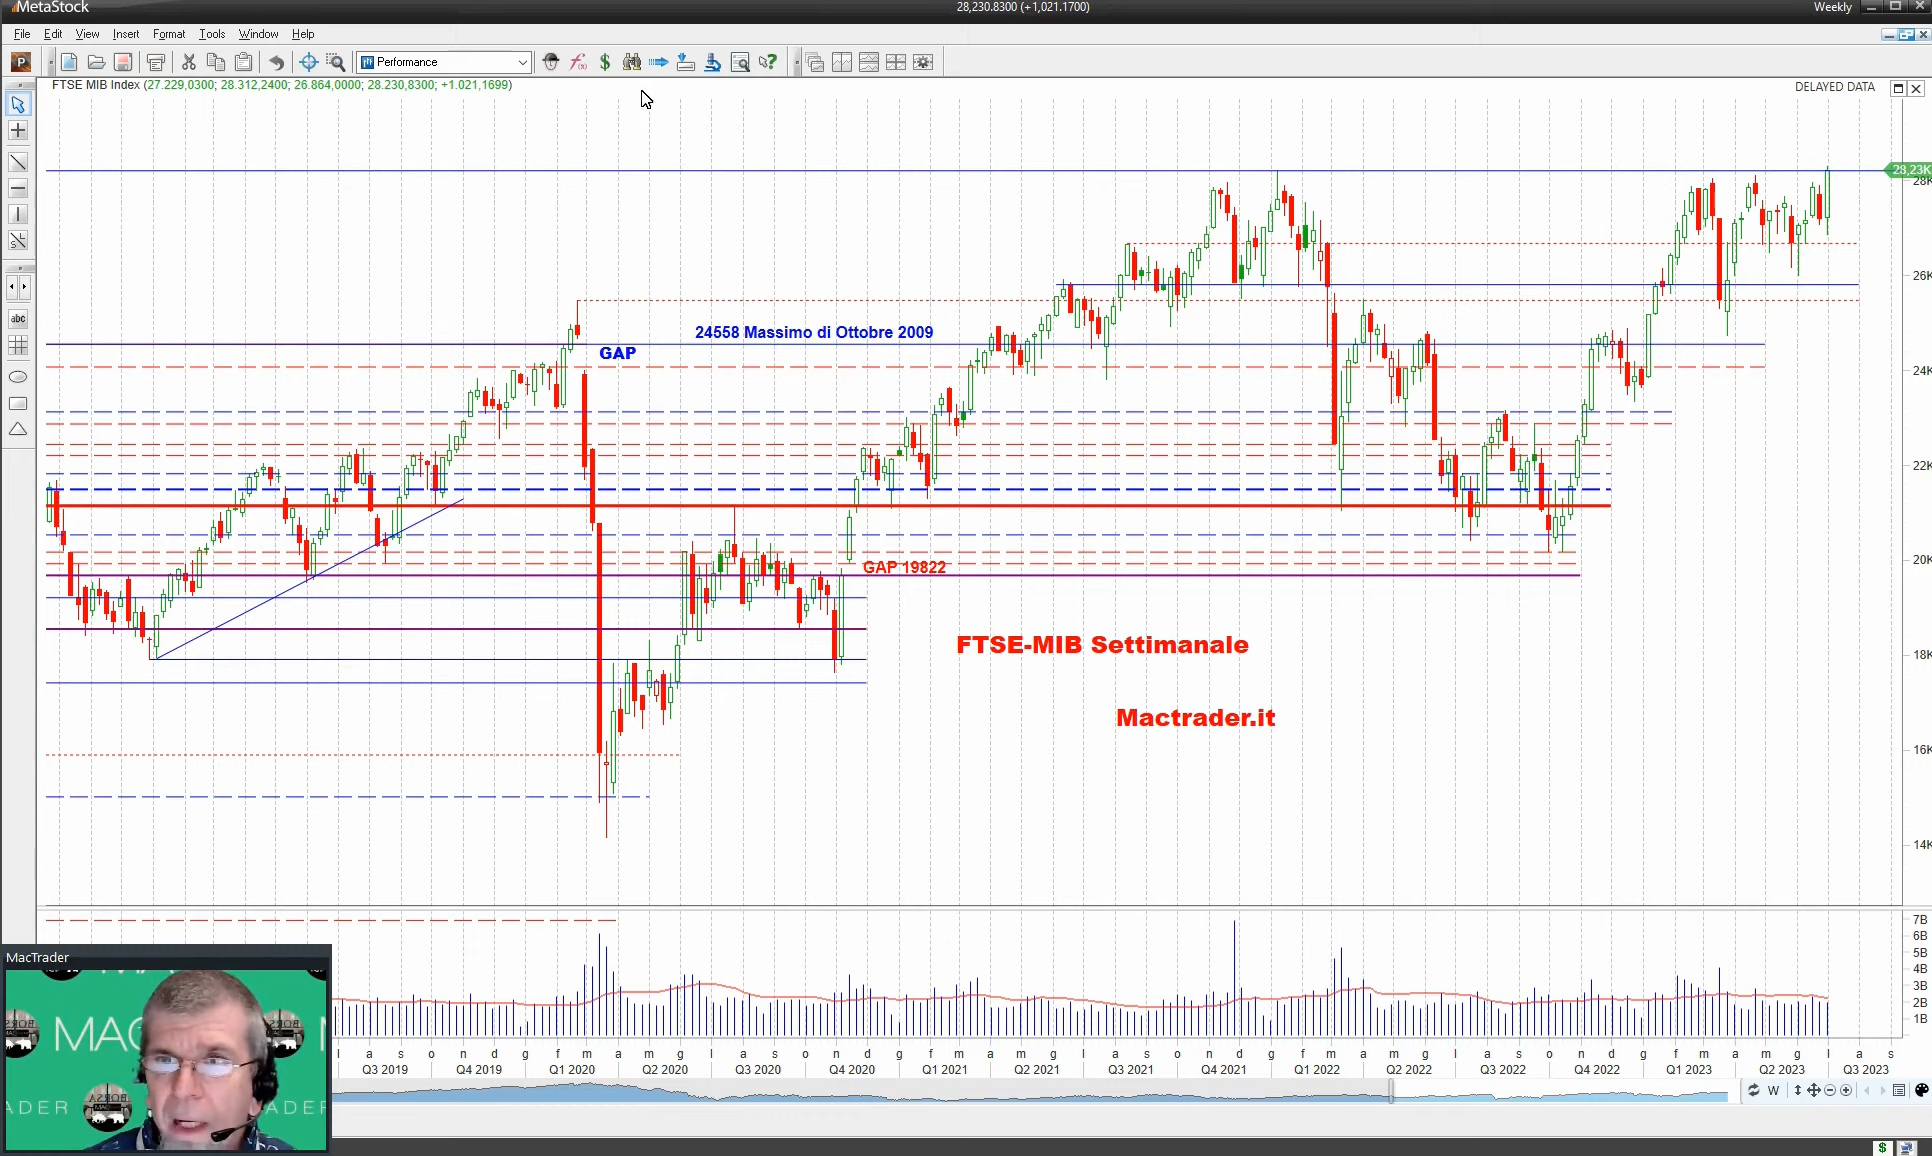 MetaStock
28,230.8300 (+1,021.1700)
Weekly
File Edit View Insert Format Tools Window Help
P
Performance
FTSE MIB Index (27.229,0300; 28.312,2400; 26.864,0000; 28.230,8300; +1.021,1699)
DELAYED DATA
28,23K
28K
26K
24558 Massimo di Ottobre 2009
GAP
24K
22K
20K
GAP 19822
FTSE-MIB Settimanale
18K
Mactrader.it
16K
14K
abc
7B
6B
5B
4B
3B
2B
1B
MacTrader
l a s o n d g f m a m g l a s o n d g f m a m g l a s o n d g f m a m g l a s o n d g f m a m g l a s
Q3 2019 Q4 2019 Q1 2020 Q2 2020 Q3 2020 Q4 2020 Q1 2021 Q2 2021 Q3 2021 Q4 2021 Q1 2022 Q2 2022 Q3 2022 Q4 2022 Q1 2023 Q2 2023 Q3 2023
W
MAC
ADER
ADE